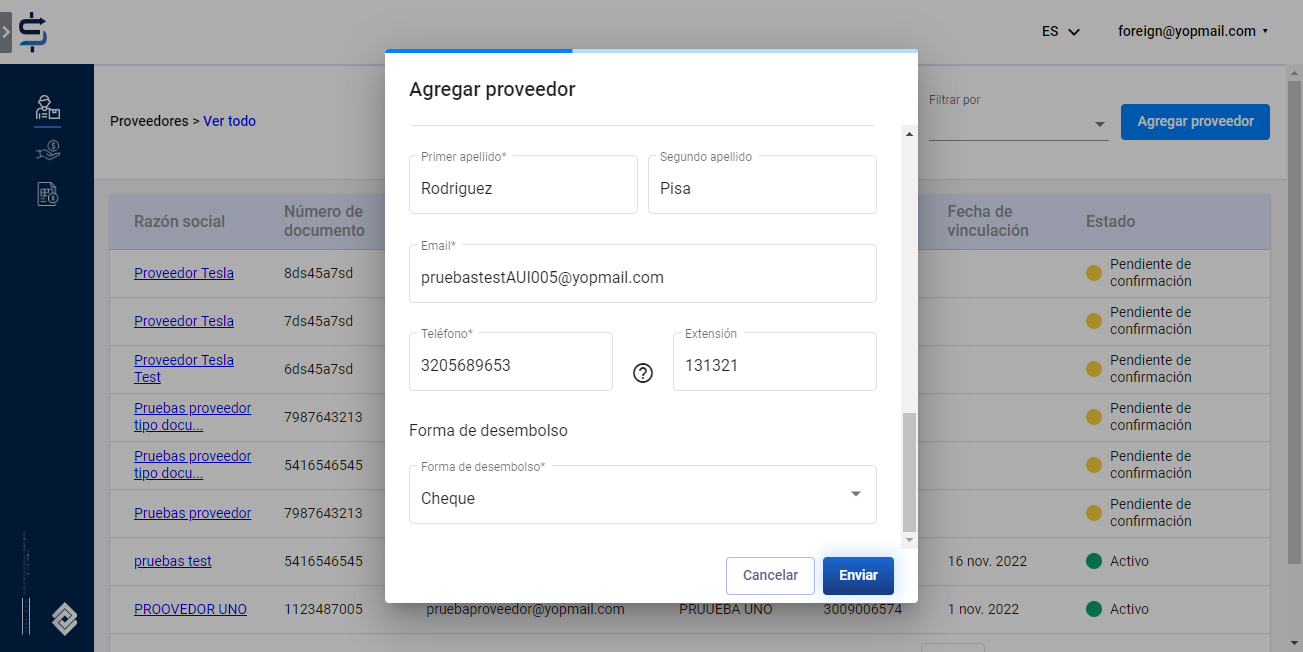 ES
foreign@yopmail.com
Proveedores > Ver todo
Filtrar por
Agregar proveedor
Agregar proveedor
Primer apellido*
Rodriguez
Segundo apellido
Pisa
Email*
pruebastestAUI005@yopmail.com
Teléfono*
3205689653
?
Extensión
131321
Forma de desembolso
Forma de desembolso*
Cheque
Cancelar
Enviar
Razón social
Número de
documento
Fecha de
vinculación
Estado
Proveedor Tesla
8ds45a7sd
Pendiente de
confirmación
Proveedor Tesla
7ds45a7sd
Pendiente de
confirmación
Proveedor Tesla
Test
6ds45a7sd
Pendiente de
confirmación
Pruebas proveedor
tipo docu...
7987643213
Pendiente de
confirmación
Pruebas proveedor
tipo docu...
5416546545
Pendiente de
confirmación
Pruebas proveedor
7987643213
Pendiente de
confirmación
pruebas test
5416546545
16 nov. 2022
Activo
PROOVEDOR UNO
1123487005
pruebaproveedor@yopmail.com
PRUUEBA UNO
3009006574
1 nov. 2022
Activo